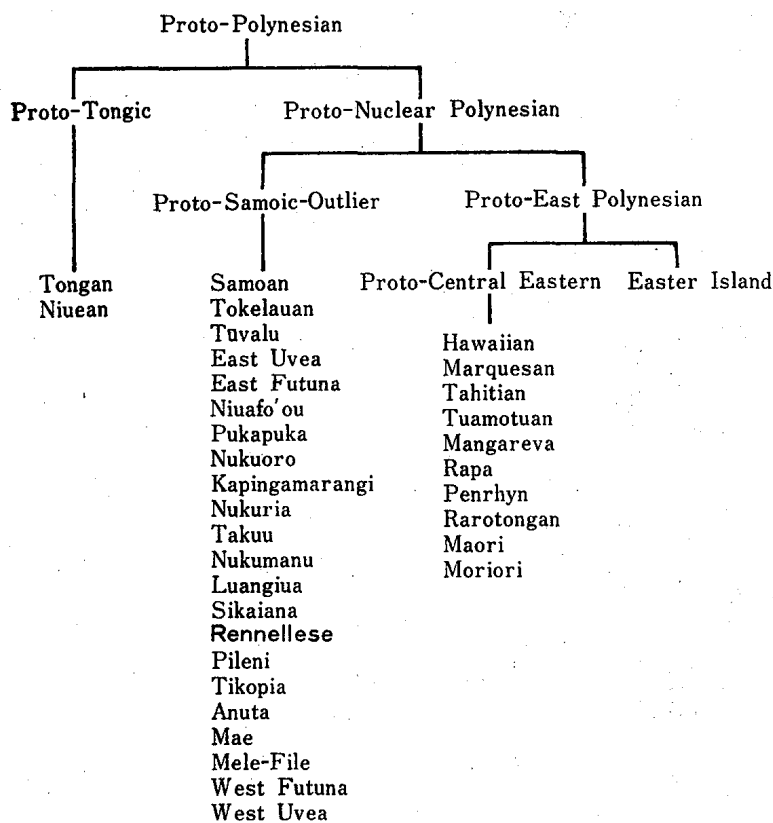 Proto-Polynesian
Proto-Tongic
Proto-Nuclear Polynesian
Proto-Samoic-Outlier
Proto-East Polynesian
Tongan
Niuean
Samoan
Tokelauan
Tuvalu
East Uvea
East Futuna
Niuafo'ou
Pukapuka
Nukuoro
Kapingamarangi
Nukuria
Takuu
Nukumanu
Luangiua
Sikaiana
Rennellese
Pileni
Tikopia
Anuta
Mae
Mele-File
West Futuna
West Uvea
Proto-Central Eastern
Hawaiian
Marquesan
Tahitian
Tuamotuan
Mangareva
Rapa
Penrhyn
Rarotongan
Maori
Moriori
Easter Island